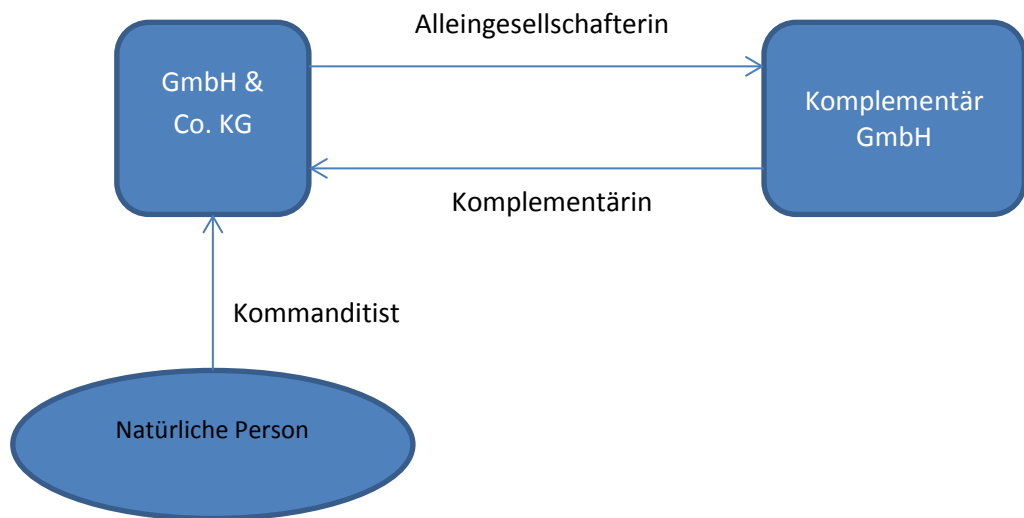 Alleingesellschafterin
GmbH &
Co. KG
Komplementär
GmbH
Komplementärin
Kommanditist
Natürliche Person